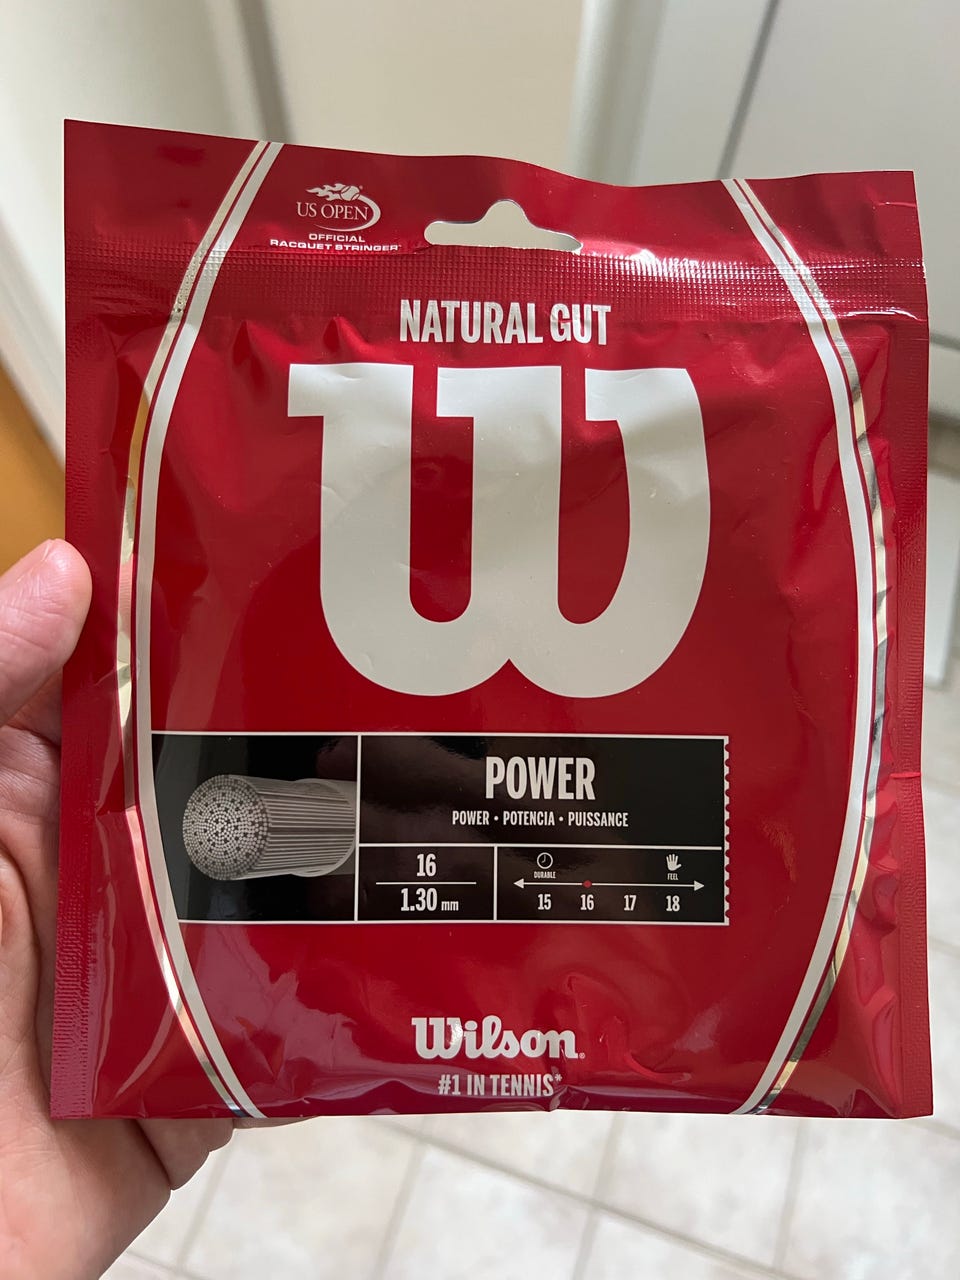 US OPEN
OFFICIAL
RACQUET STRINGER™
NATURAL GUT
W
POWER
POWER • POTENCIA • PUISSANCE
16
1.30 mm
DURABLE FEEL
15 16 17 18
Wilson®
#1 IN TENNIS*